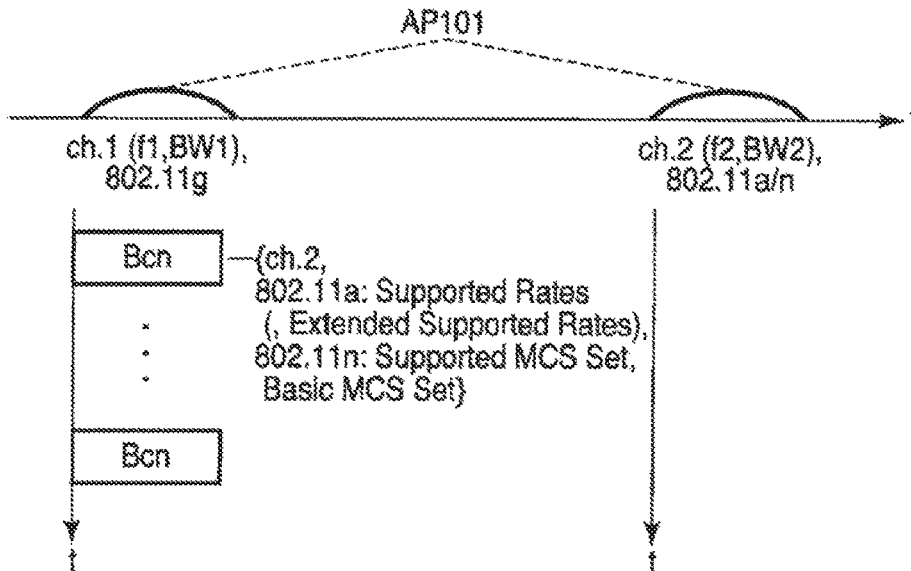 AP101
ch.1 (f1,BW1),
802.11g
ch.2 (f2,BW2),
802.11a/n
Bcn
{ch.2,
802.11a: Supported Rates
(, Extended Supported Rates),
802.11n: Supported MCS Set,
Basic MCS Set}
Bcn
t
t